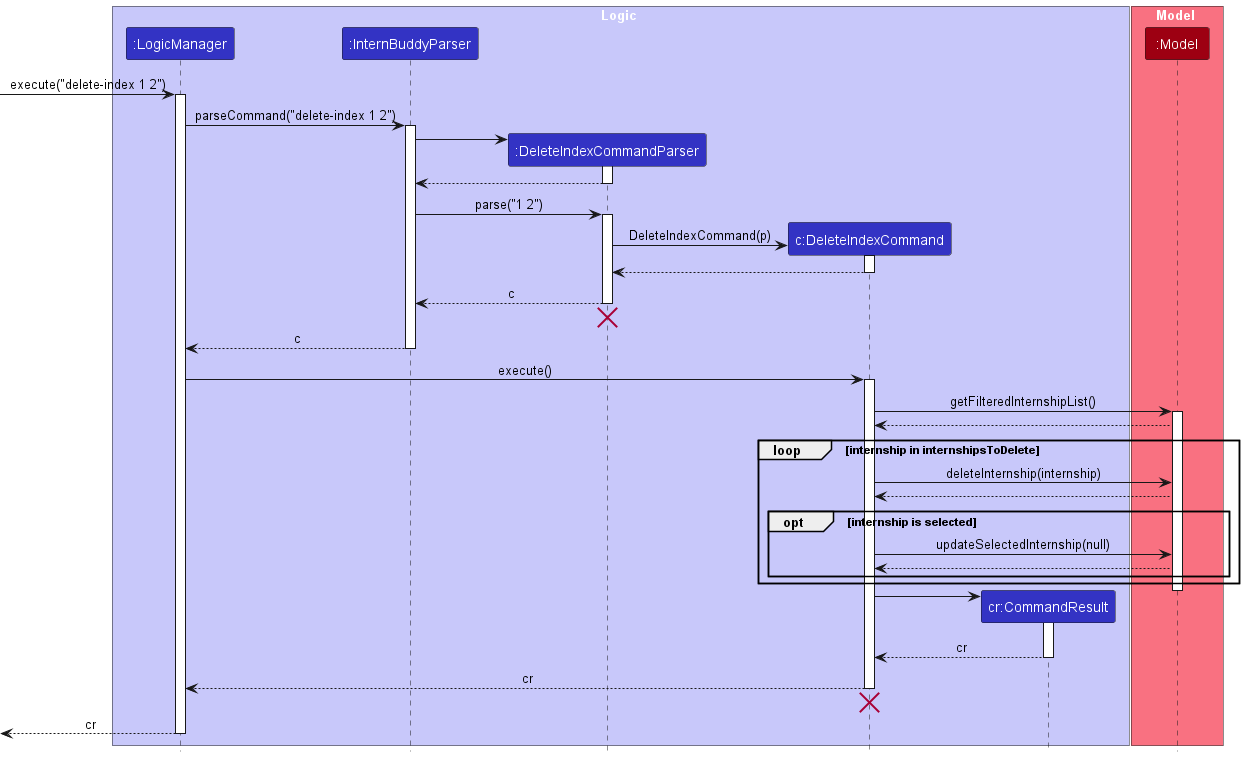 Logic
Model
:LogicManager
:InternBuddyParser
:Model
execute("delete-index 1 2")
parseCommand("delete-index 1 2")
:DeleteIndexCommandParser
parse("1 2")
DeleteIndexCommand(p)
c:DeleteIndexCommand
c
c
execute()
getFilteredInternshipList()
loop
[internship in internshipsToDelete]
deleteInternship(internship)
opt
[internship is selected]
updateSelectedInternship(null)
cr:CommandResult
cr
cr
cr